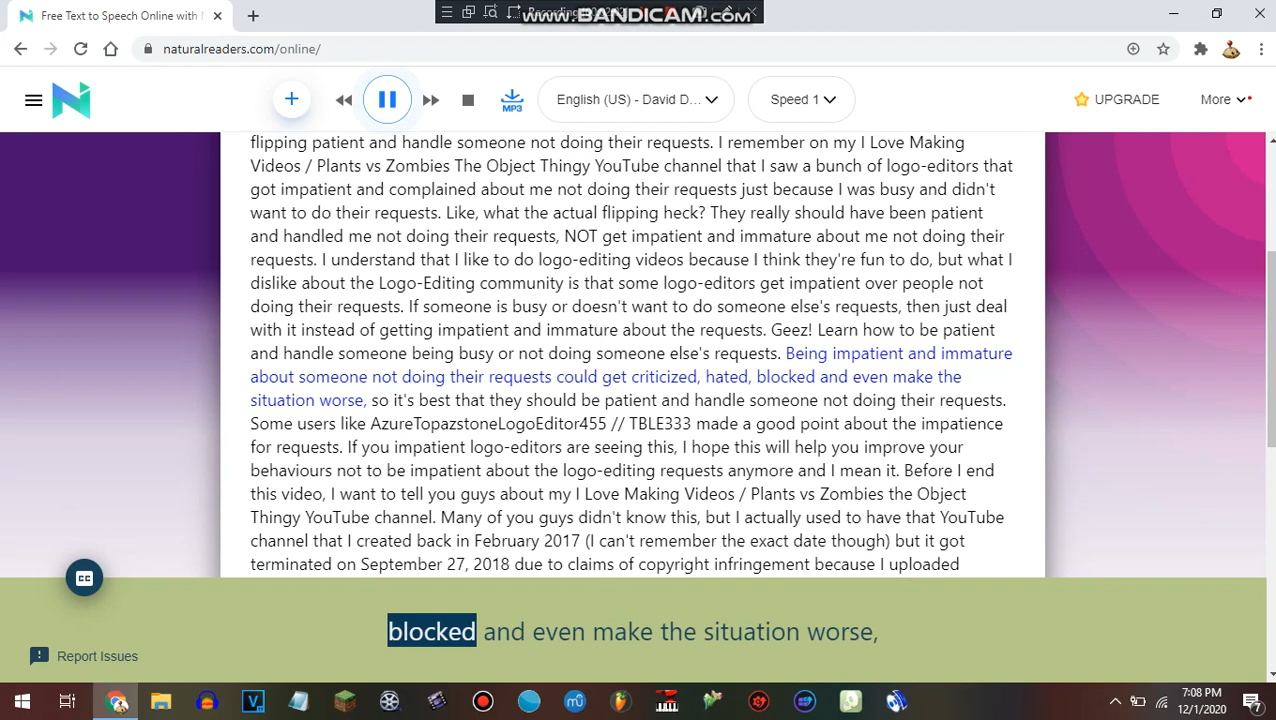 Free Text to Speech Online with N
Recording
WWW.BANDICAM.COM
naturalreaders.com/online/
MP3
English (US) - David D...
Speed 1
UPGRADE
More
flipping patient and handle someone not doing their requests. I remember on my I Love Making
Videos / Plants vs Zombies The Object Thingy YouTube channel that I saw a bunch of logo-editors that
got impatient and complained about me not doing their requests just because I was busy and didn't
want to do their requests. Like, what the actual flipping heck? They really should have been patient
and handled me not doing their requests, NOT get impatient and immature about me not doing their
requests. I understand that I like to do logo-editing videos because I think they're fun to do, but what I
dislike about the Logo-Editing community is that some logo-editors get impatient over people not
doing their requests. If someone is busy or doesn't want to do someone else's requests, then just deal
with it instead of getting impatient and immature about the requests. Geez! Learn how to be patient
and handle someone being busy or not doing someone else's requests. Being impatient and immature
about someone not doing their requests could get criticized, hated, blocked and even make the
situation worse, so it's best that they should be patient and handle someone not doing their requests.
Some users like AzureTopazstoneLogoEditor455 // TBLE333 made a good point about the impatience
for requests. If you impatient logo-editors are seeing this, I hope this will help you improve your
behaviours not to be impatient about the logo-editing requests anymore and I mean it. Before I end
this video, I want to tell you guys about my I Love Making Videos / Plants vs Zombies the Object
Thingy YouTube channel. Many of you guys didn't know this, but I actually used to have that YouTube
channel that I created back in February 2017 (I can't remember the exact date though) but it got
terminated on September 27, 2018 due to claims of copyright infringement because I uploaded
CC
blocked and even make the situation worse,
Report Issues
7:08 PM
12/1/2020
7